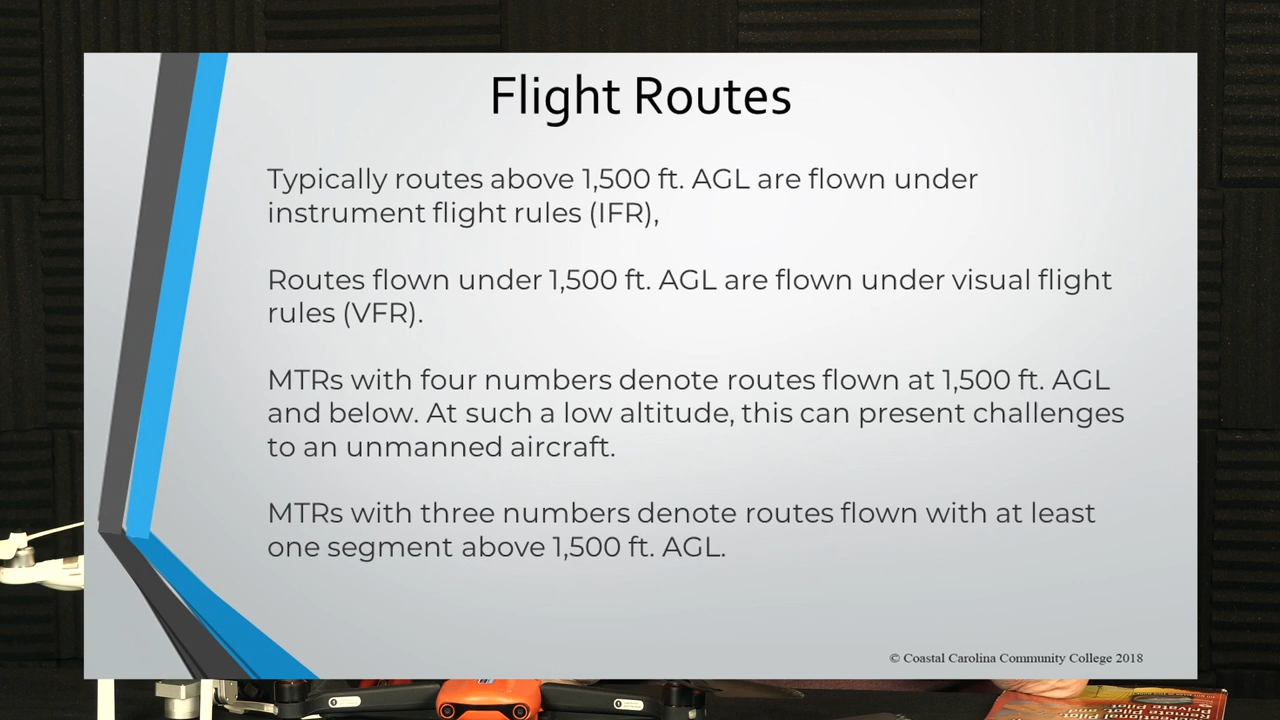 Flight Routes
Typically routes above 1,500 ft. AGL are flown under
instrument flight rules (IFR),
Routes flown under 1,500 ft. AGL are flown under visual flight
rules (VFR).
MTRs with four numbers denote routes flown at 1,500 ft. AGL
and below. At such a low altitude, this can present challenges
to an unmanned aircraft.
MTRs with three numbers denote routes flown with at least
one segment above 1,500 ft. AGL.
© Coastal Carolina Community College 2018